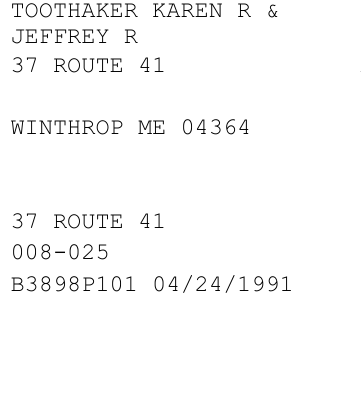 TOOTHAKER KAREN R &
JEFFREY R
37 ROUTE 41
WINTHROP ME 04364
37 ROUTE 41
008-025
B3898P101 04/24/1991